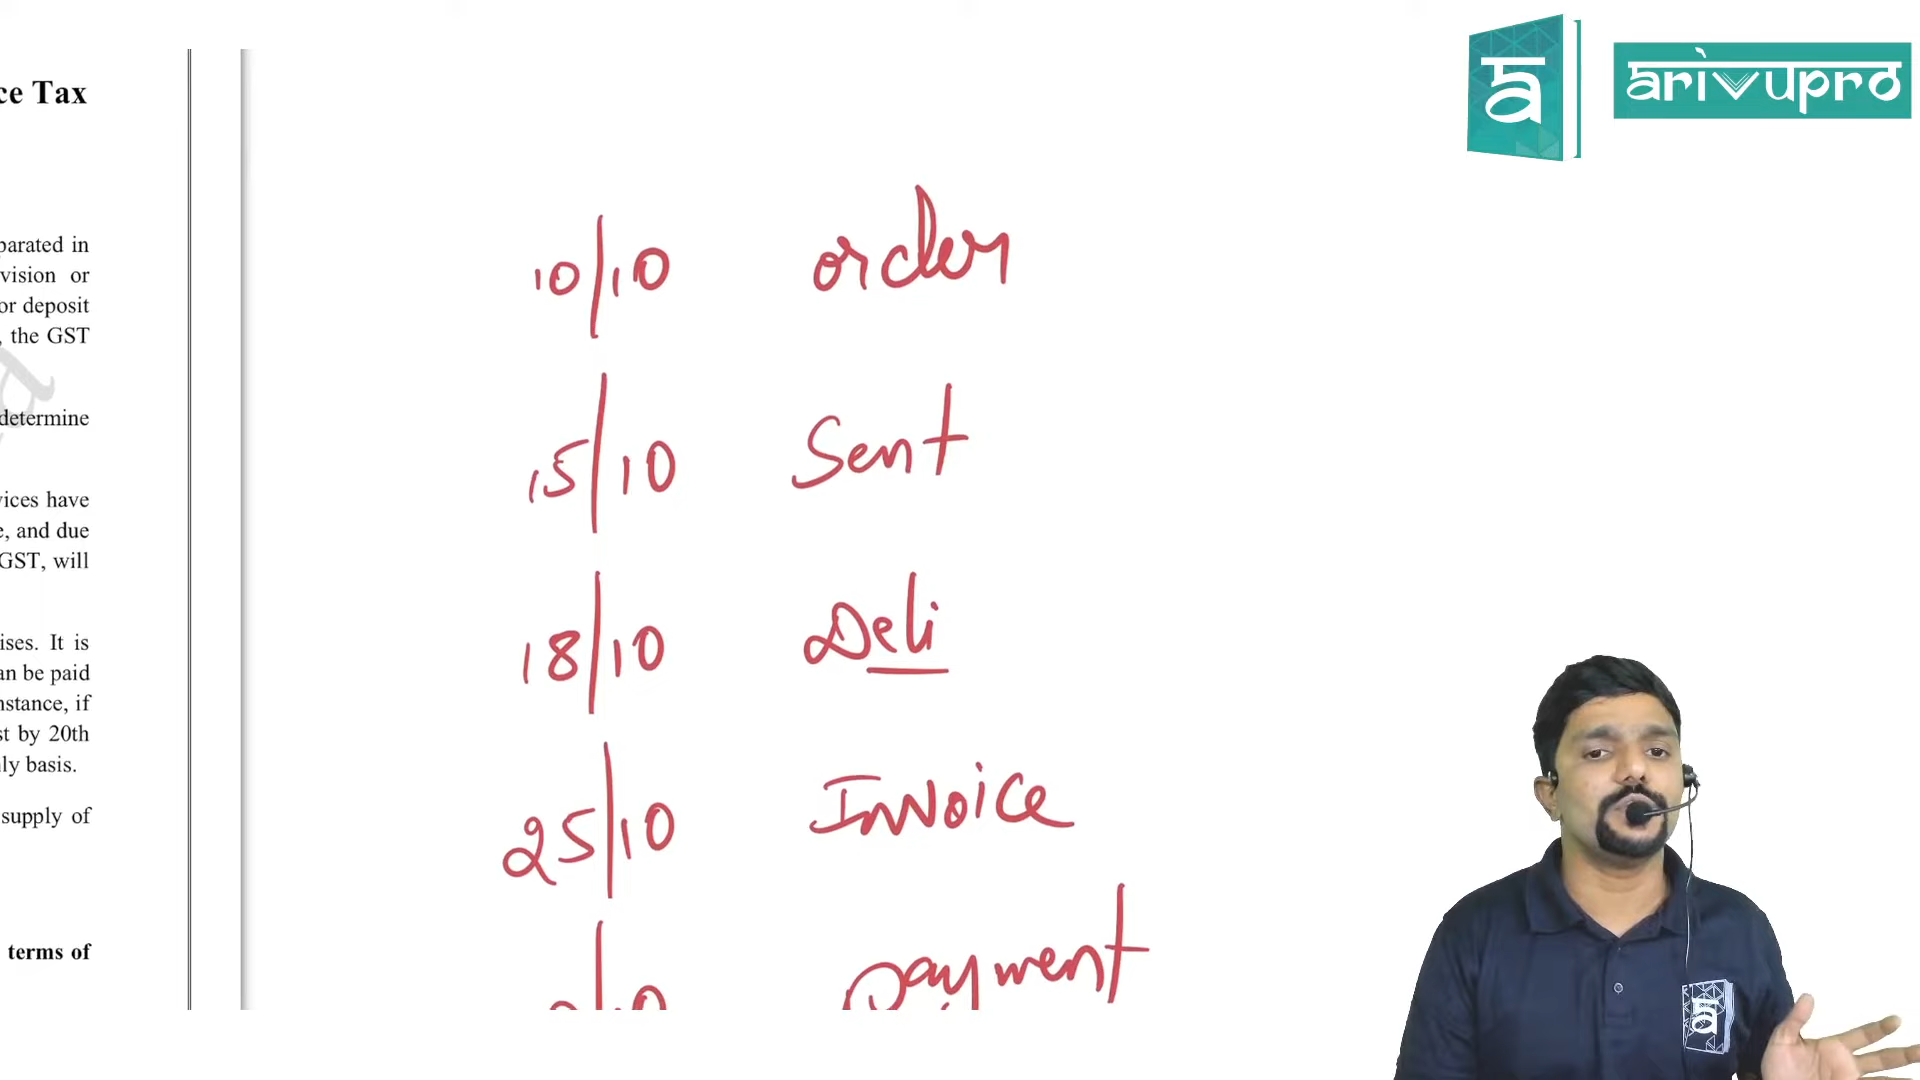 ce Tax
arivupro
parated in
vision or
or deposit
, the GST
determine
vices have
e, and due
GST, will
ises. It is
an be paid
nstance, if
st by 20th
ly basis.
supply of
terms of
10/10 order
15/10 Sent
18/10 Deli
25/10 Invoice
payment